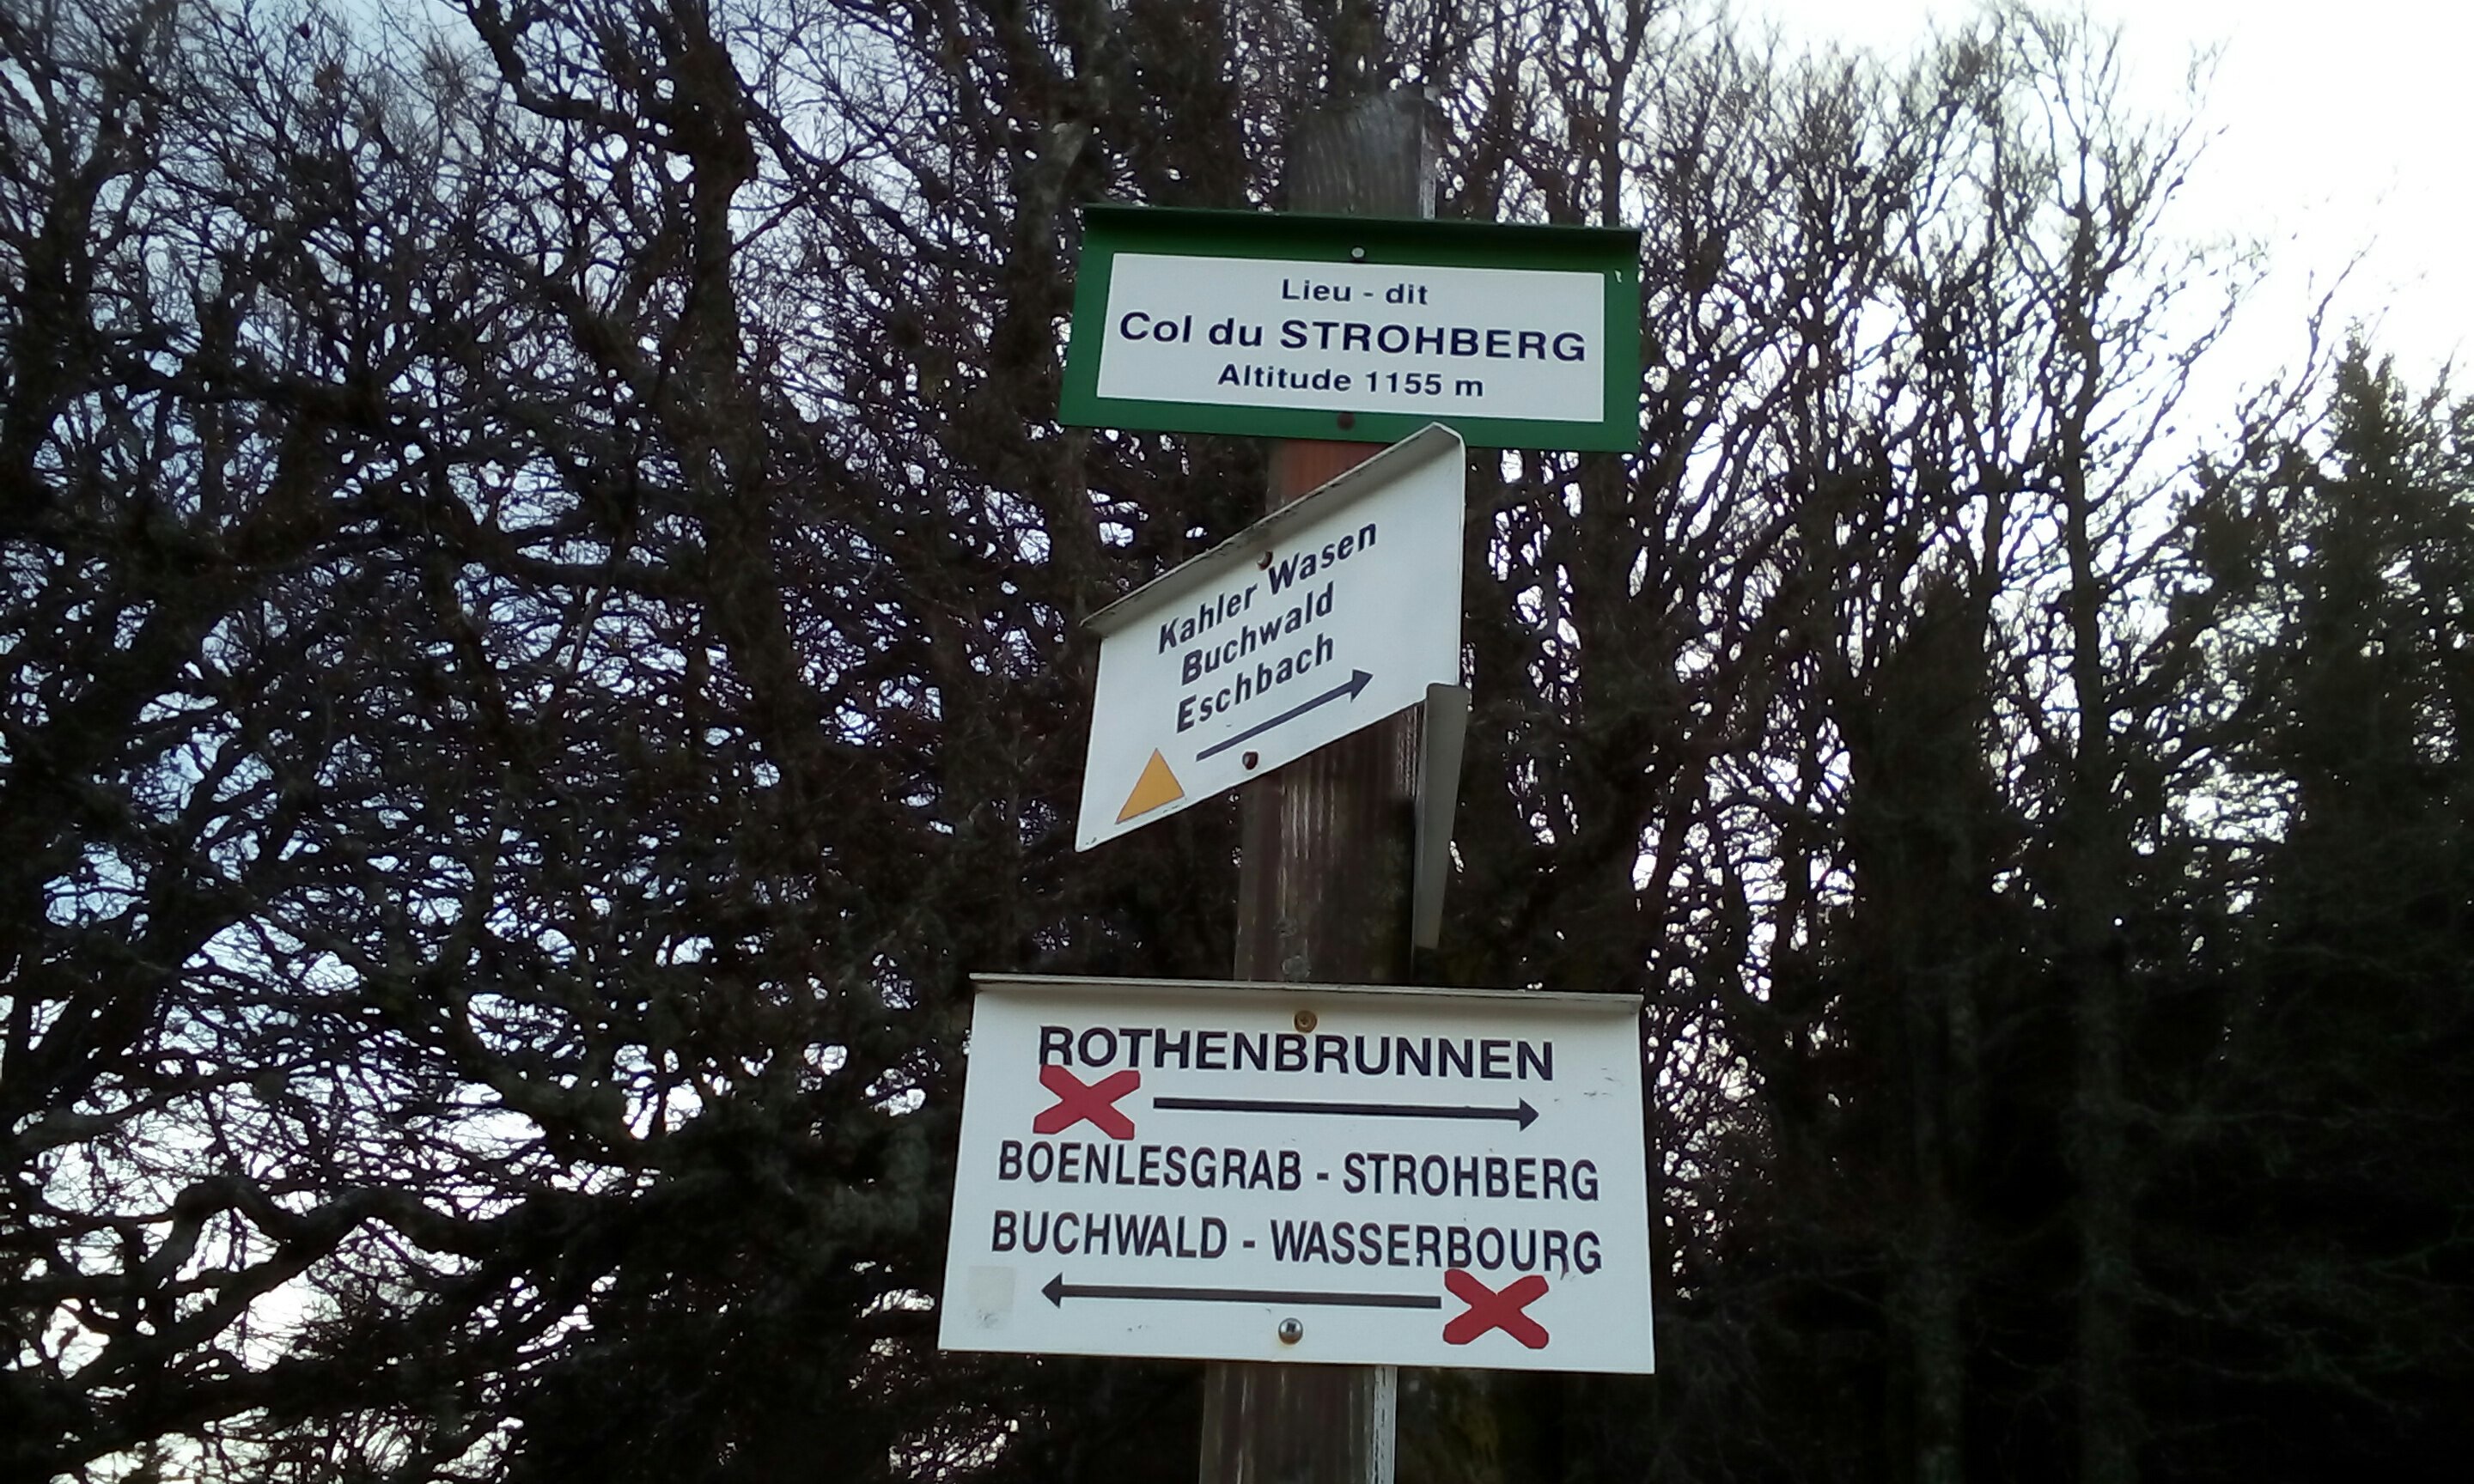 Lieu - dit
Col du STROHBERG
Altitude 1155 m
Kahler Wasen
Buchwald
Eschbach
ROTHENBRUNNEN
BOENLESGRAB - STROHBERG
BUCHWALD - WASSERBOURG